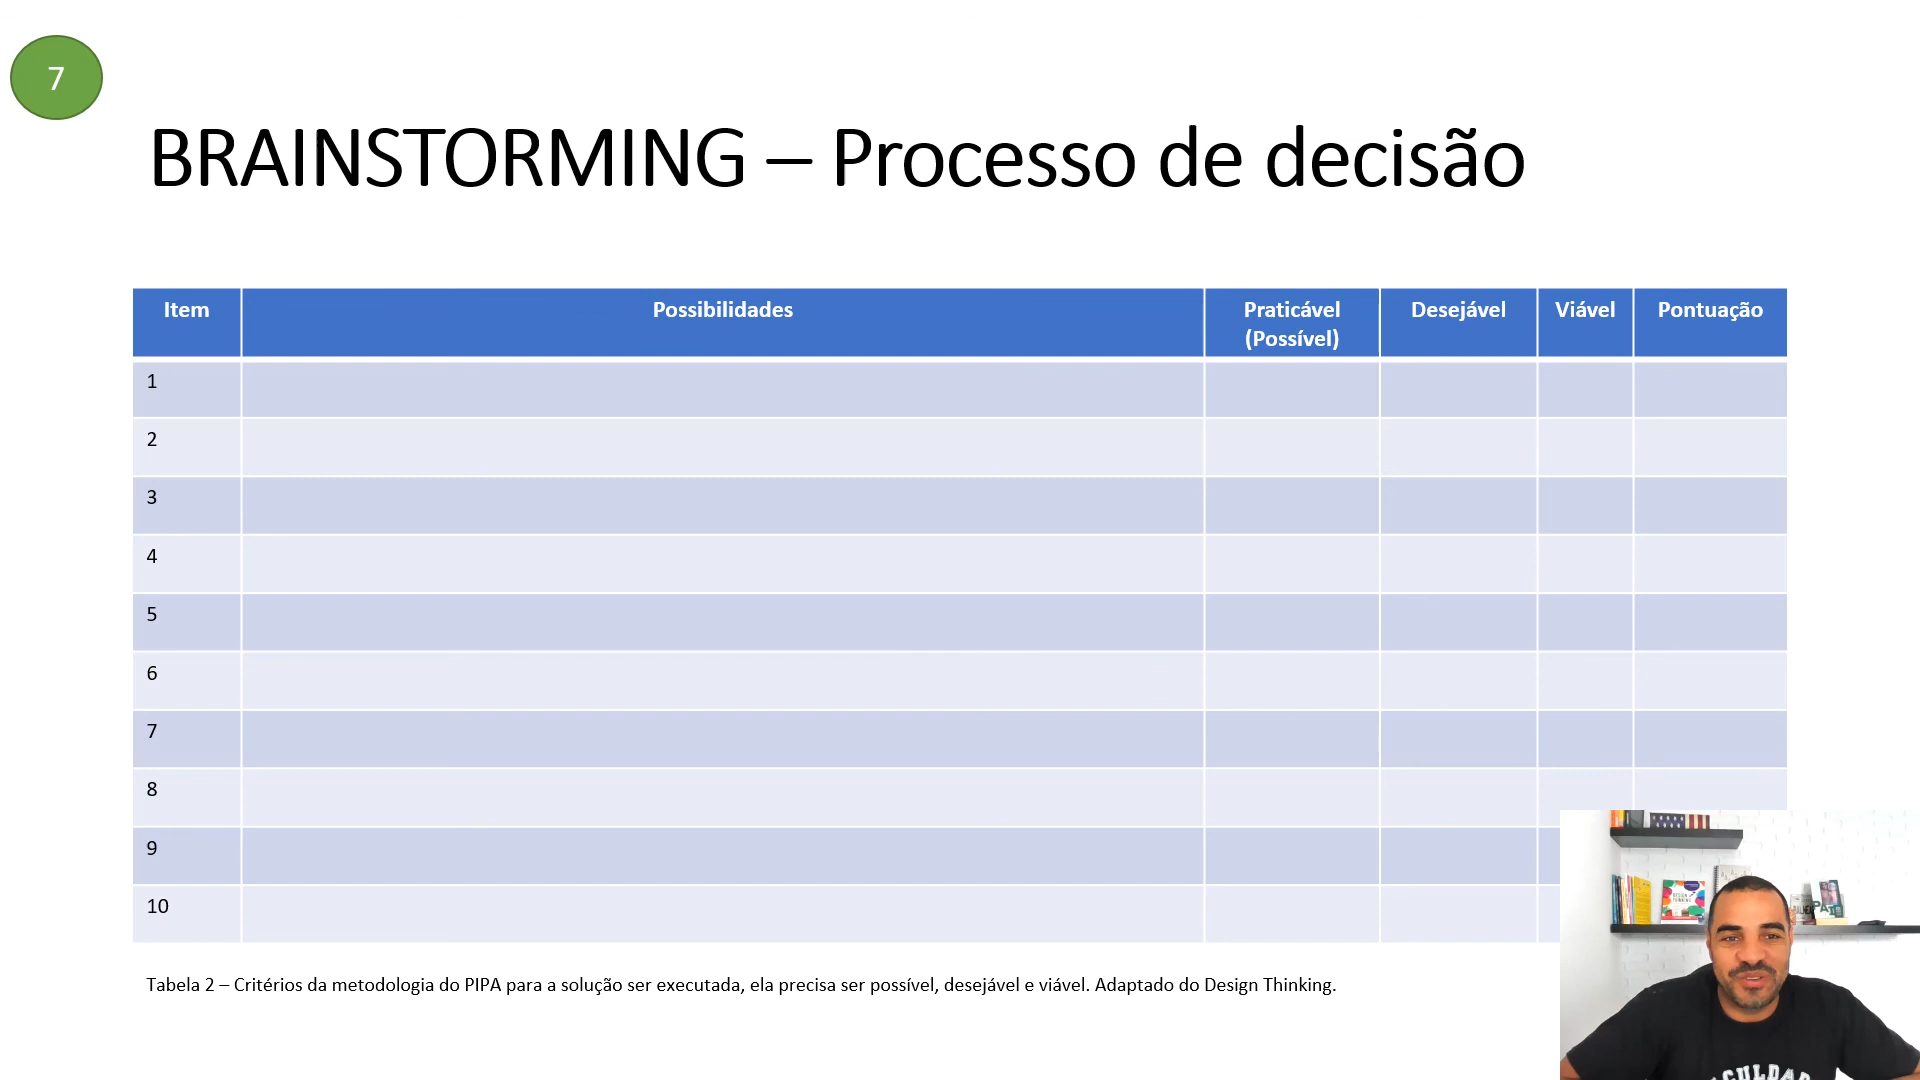 7
BRAINSTORMING – Processo de decisão
Item Possibilidades Praticável Desejável Viável Pontuação
(Possível)
1
2
3
4
5
6
7
8
9
10
Tabela 2 – Critérios da metodologia do PIPA para a solução ser executada, ela precisa ser possível, desejável e viável. Adaptado do Design Thinking.